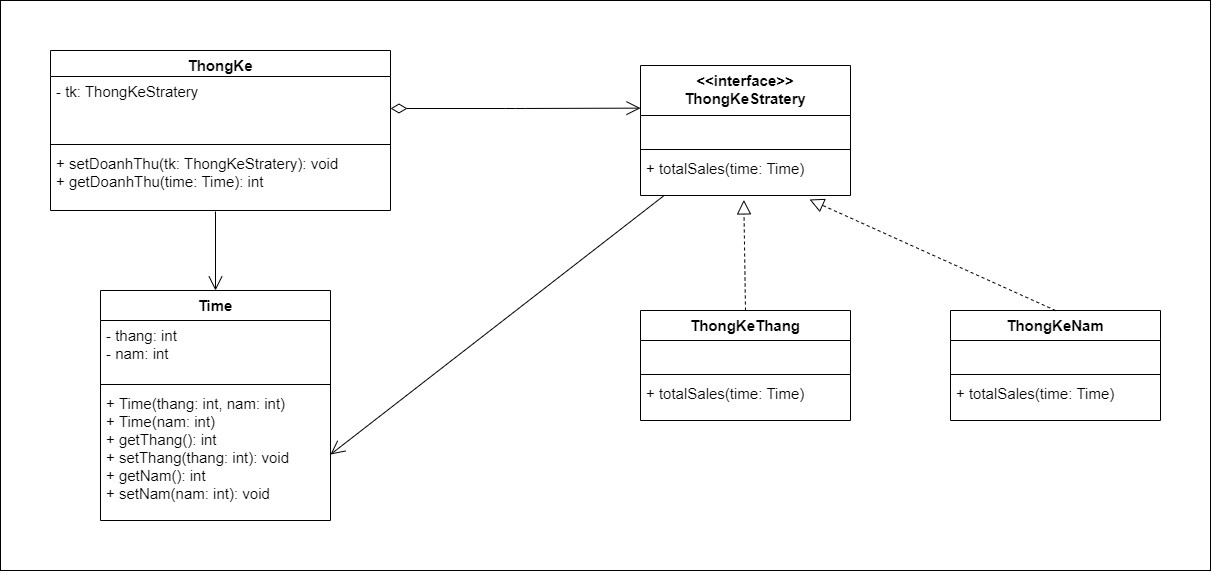 ThongKe
- tk: ThongKeStratery
+ setDoanhThu(tk: ThongKeStratery): void
+ getDoanhThu(time: Time): int
<<interface>>
ThongKeStratery
+ totalSales(time: Time)
Time
- thang: int
- nam: int
+ Time(thang: int, nam: int)
+ Time(nam: int)
+ getThang(): int
+ setThang(thang: int): void
+ getNam(): int
+ setNam(nam: int): void
ThongKeThang
+ totalSales(time: Time)
ThongKeNam
+ totalSales(time: Time)